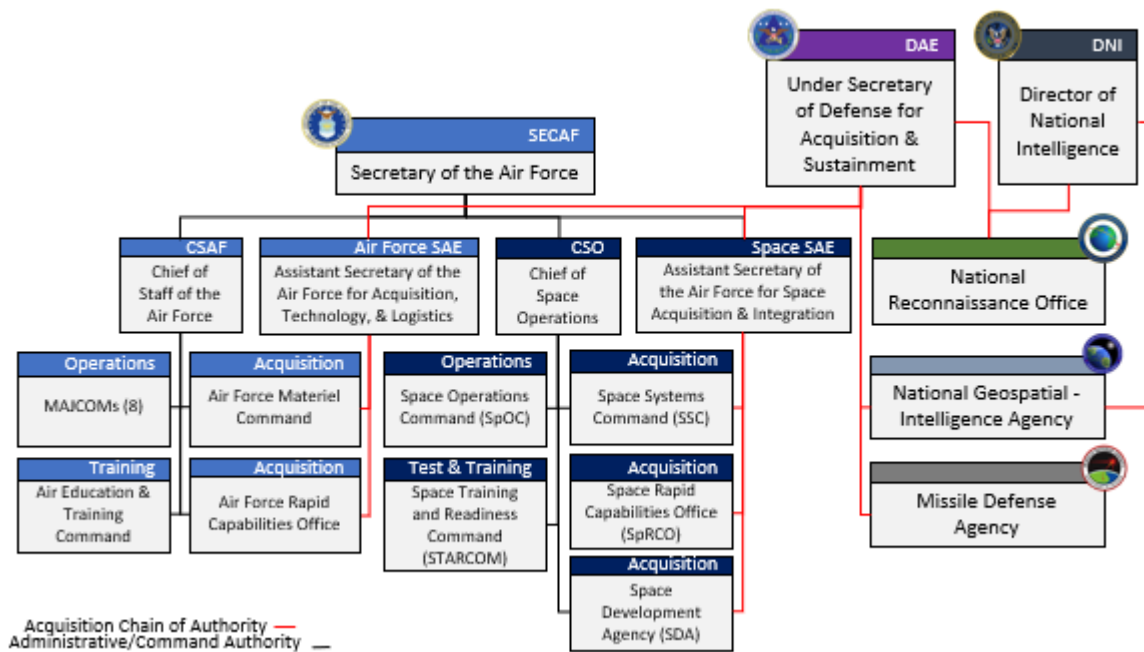 DAE
Under Secretary
of Defense for
Acquisition &
Sustainment
DNI
Director of
National
Intelligence
SECAF
Secretary of the Air Force
CSAF
Chief of
Staff of the
Air Force
Air Force SAE
Assistant Secretary of the
Air Force for Acquisition,
Technology, & Logistics
CSO
Chief of
Space
Operations
Space SAE
Assistant Secretary of
the Air Force for Space
Acquisition & Integration
National
Reconnaissance Office
Operations
MAJCOMs (8)
Acquisition
Air Force Materiel
Command
Operations
Space Operations
Command (SpOC)
Acquisition
Space Systems
Command (SSC)
National Geospatial -
Intelligence Agency
Training
Air Education &
Training
Command
Acquisition
Air Force Rapid
Capabilities Office
Test & Training
Space Training
and Readiness
Command
(STARCOM)
Acquisition
Space Rapid
Capabilities Office
(SpRCO)
Missile Defense
Agency
Acquisition
Space
Development
Agency (SDA)
Acquisition Chain of Authority
Administrative/Command Authority